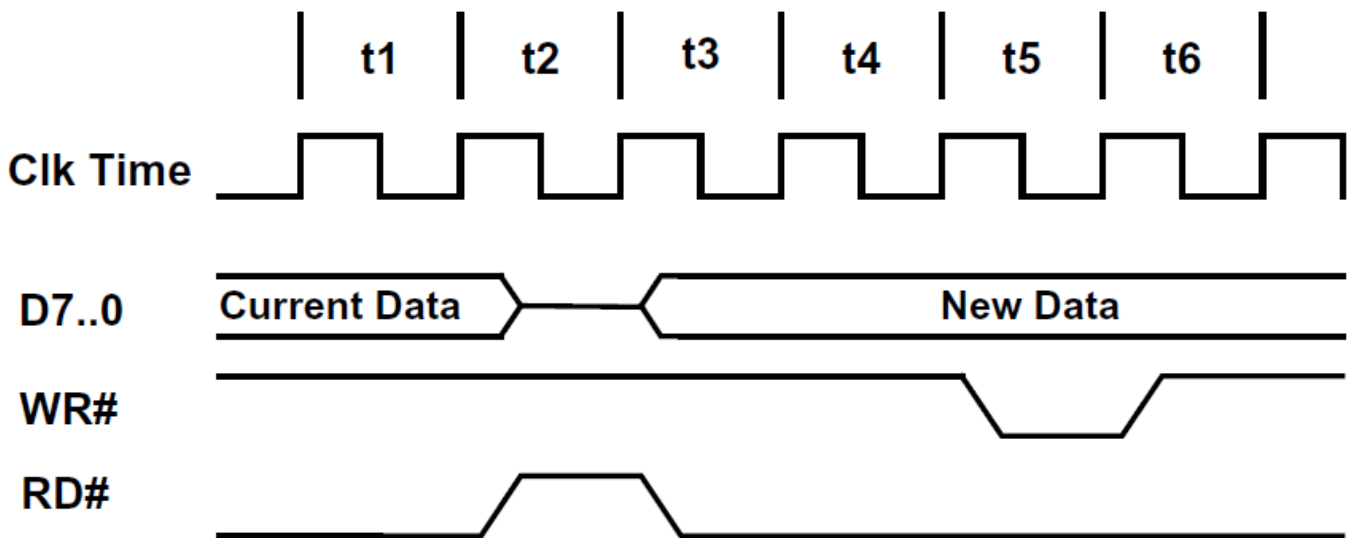 t1 t2 t3 t4 t5 t6
Clk Time
D7..0 Current Data New Data
WR#
RD#